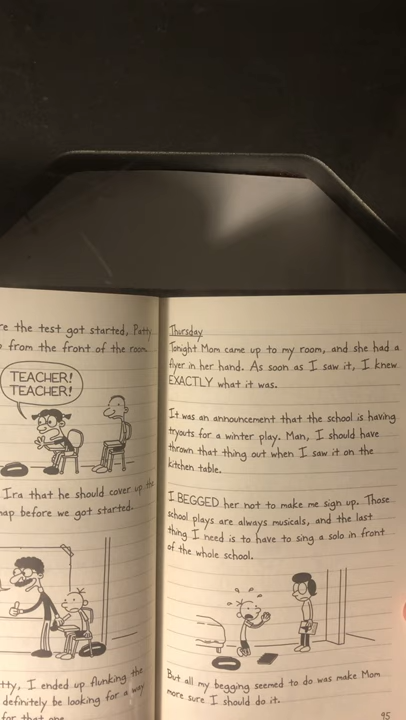 re the test got started, Patty
from the front of the room.
TEACHER!
TEACHER!
Ira that he should cover up the
map before we got started.
tty, I ended up flunking the
definitely be looking for a way
for that one.
Thursday
Tonight Mom came up to my room, and she had a
flyer in her hand. As soon as I saw it, I knew
EXACTLY what it was.
It was an announcement that the school is having
tryouts for a winter play. Man, I should have
thrown that thing out when I saw it on the
kitchen table.
I BEGGED her not to make me sign up. Those
school plays are always musicals, and the last
thing I need is to have to sing a solo in front
of the whole school.
But all my begging seemed to do was make Mom
more sure I should do it.
95